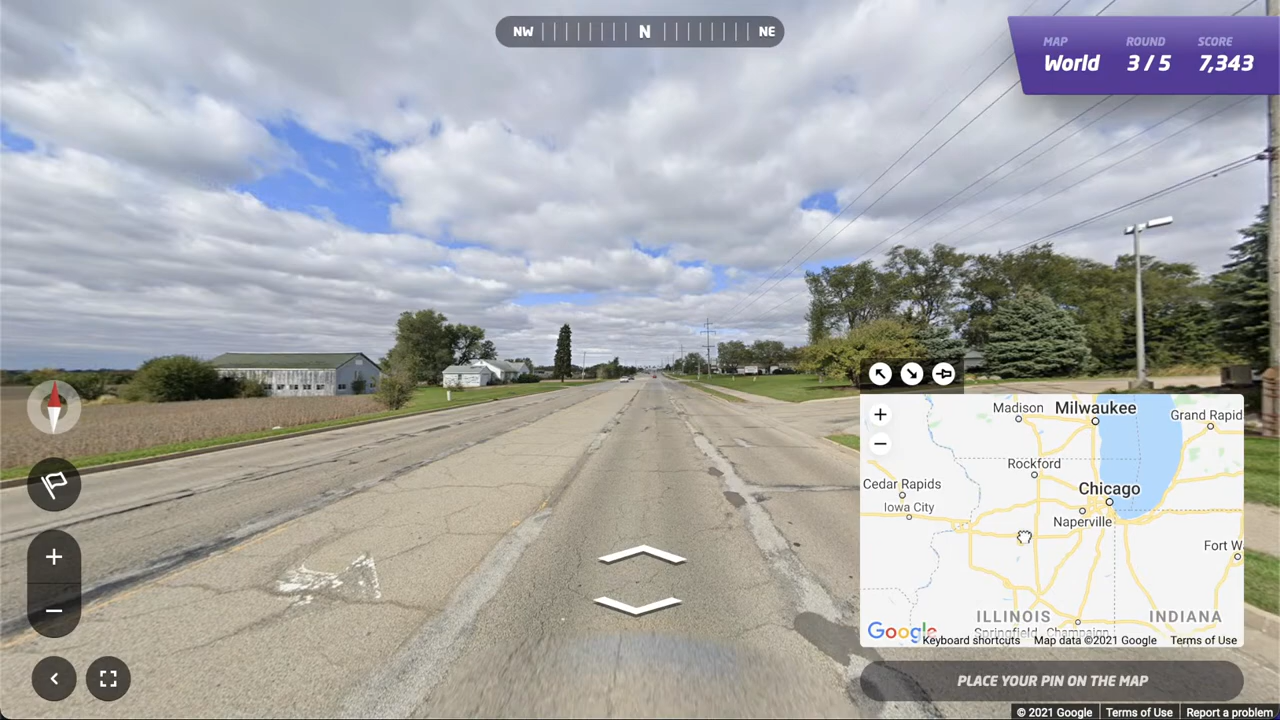 NW N NE
MAP ROUND SCORE
World 3 / 5 7,343
Madison Milwaukee Grand Rapid
Rockford
Cedar Rapids Chicago
Iowa City Naperville
Fort W
ILLINOIS INDIANA
Springfield Champaign
Google
Keyboard shortcuts Map data ©2021 Google Terms of Use
PLACE YOUR PIN ON THE MAP
© 2021 Google Terms of Use Report a problem